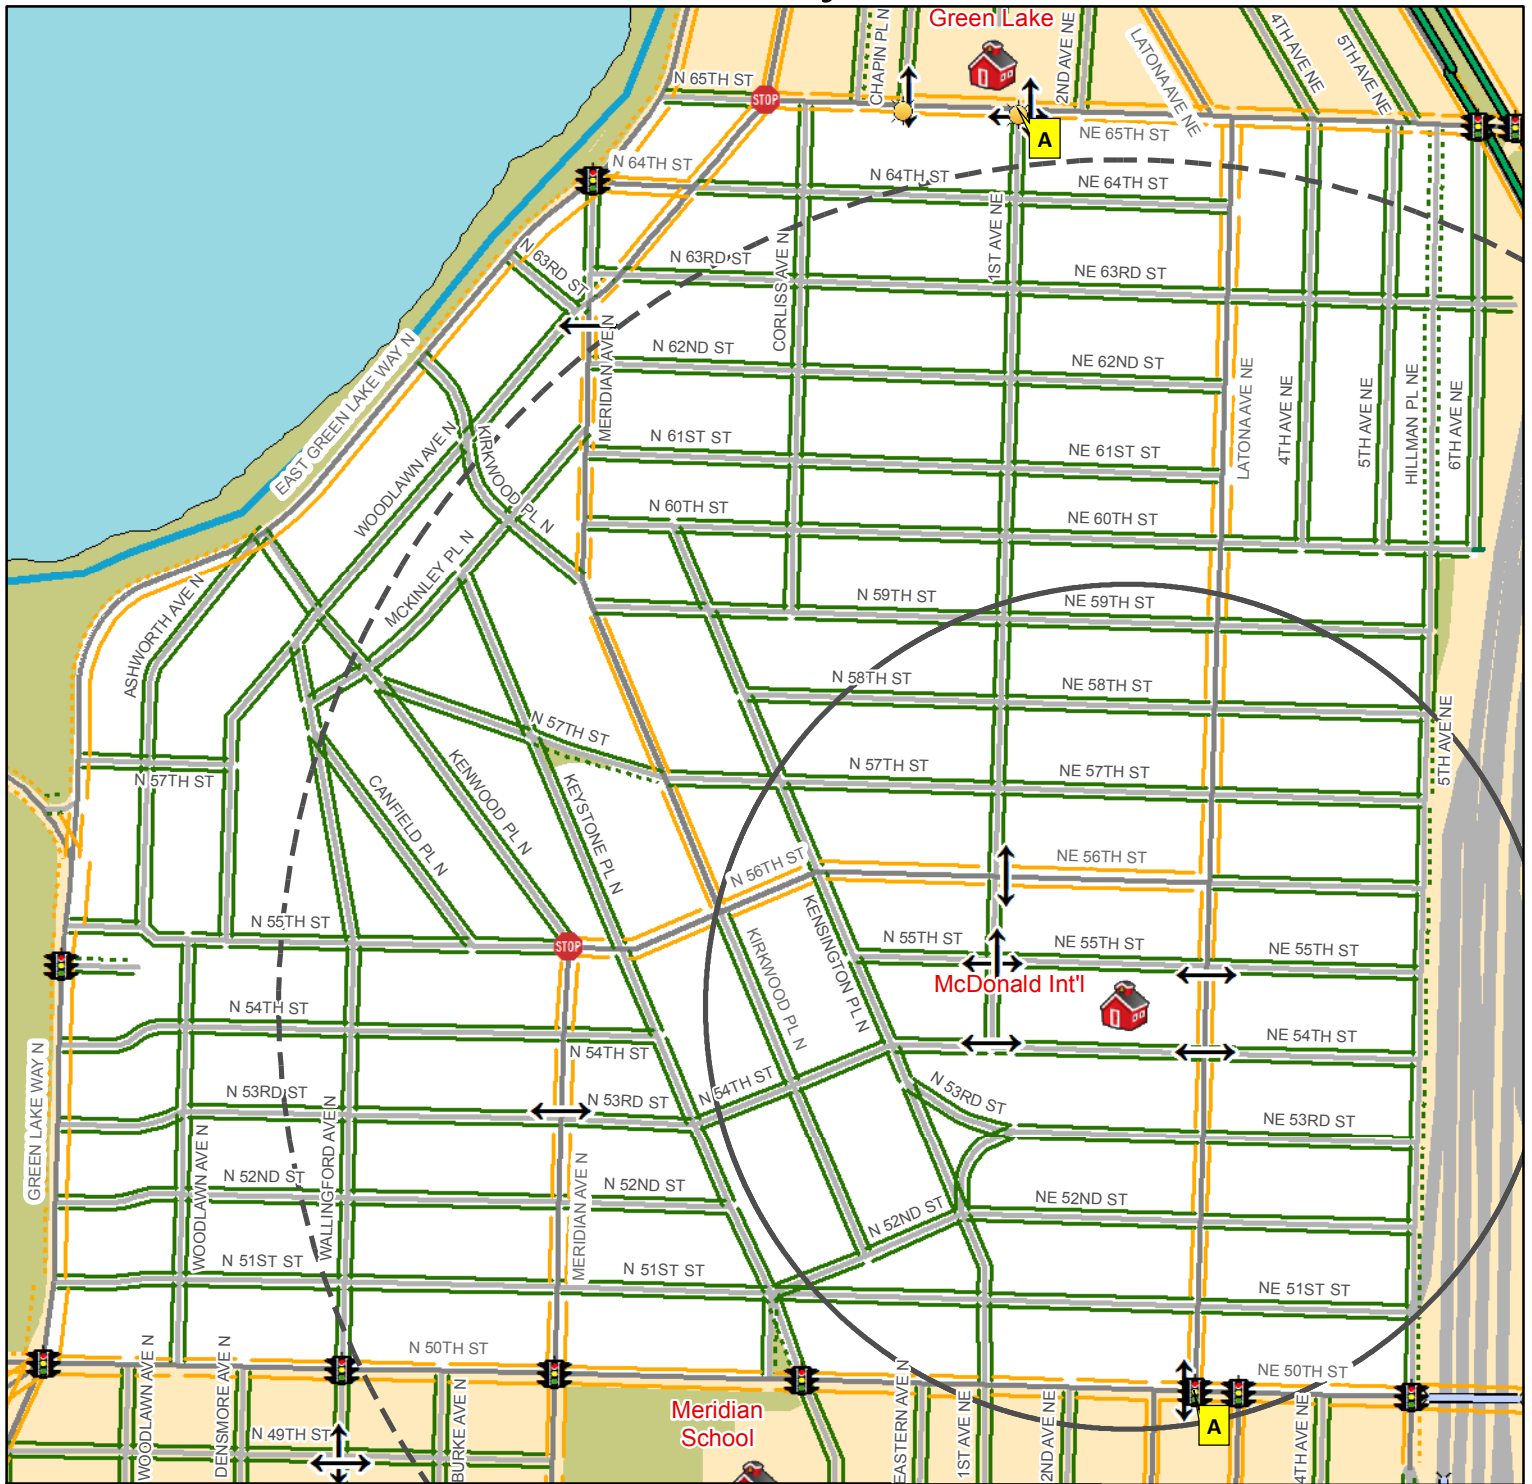 Green Lake
CHAPIN PL N
2ND AVE NE
LATONA AVE NE
4TH AVE NE
5TH AVE NE
N 65TH ST
STOP
A
NE 65TH ST
N 64TH ST
N 64TH ST
NE 64TH ST
1ST AVE NE
N 63RD ST
N 63RD ST
CORLISS AVE N
NE 63RD ST
EAST GREEN LAKE WAY N
MERIDIAN AVE N
N 62ND ST
NE 62ND ST
LATONA AVE NE
4TH AVE NE
5TH AVE NE
HILLMAN PL NE
6TH AVE NE
WOODLAWN AVE N
KIRKWOOD PL N
N 61ST ST
NE 61ST ST
N 60TH ST
NE 60TH ST
MCKINLEY PL N
ASHWORTH AVE N
N 59TH ST
NE 59TH ST
N 58TH ST
NE 58TH ST
5TH AVE NE
N 57TH ST
N 57TH ST
N 57TH ST
NE 57TH ST
CANFIELD PL N
KENWOOD PL N
KEYSTONE PL N
N 56TH ST
NE 56TH ST
N 55TH ST
STOP
KIRKWOOD PL N
KENSINGTON PL N
N 55TH ST
NE 55TH ST
NE 55TH ST
McDonald Int'l
N 54TH ST
N 54TH ST
NE 54TH ST
GREEN LAKE WAY N
N 53RD ST
N 53RD ST
N 54TH ST
N 53RD ST
NE 53RD ST
WOODLAWN AVE N
WALLINGFORD AVE N
MERIDIAN AVE N
N 52ND ST
N 52ND ST
N 52ND ST
NE 52ND ST
N 51ST ST
N 51ST ST
NE 51ST ST
N 50TH ST
NE 50TH ST
WOODLAWN AVE N
DENSMORE AVE N
N 49TH ST
BURKE AVE N
Meridian
School
EASTERN AVE N
1ST AVE NE
2ND AVE NE
A
4TH AVE NE